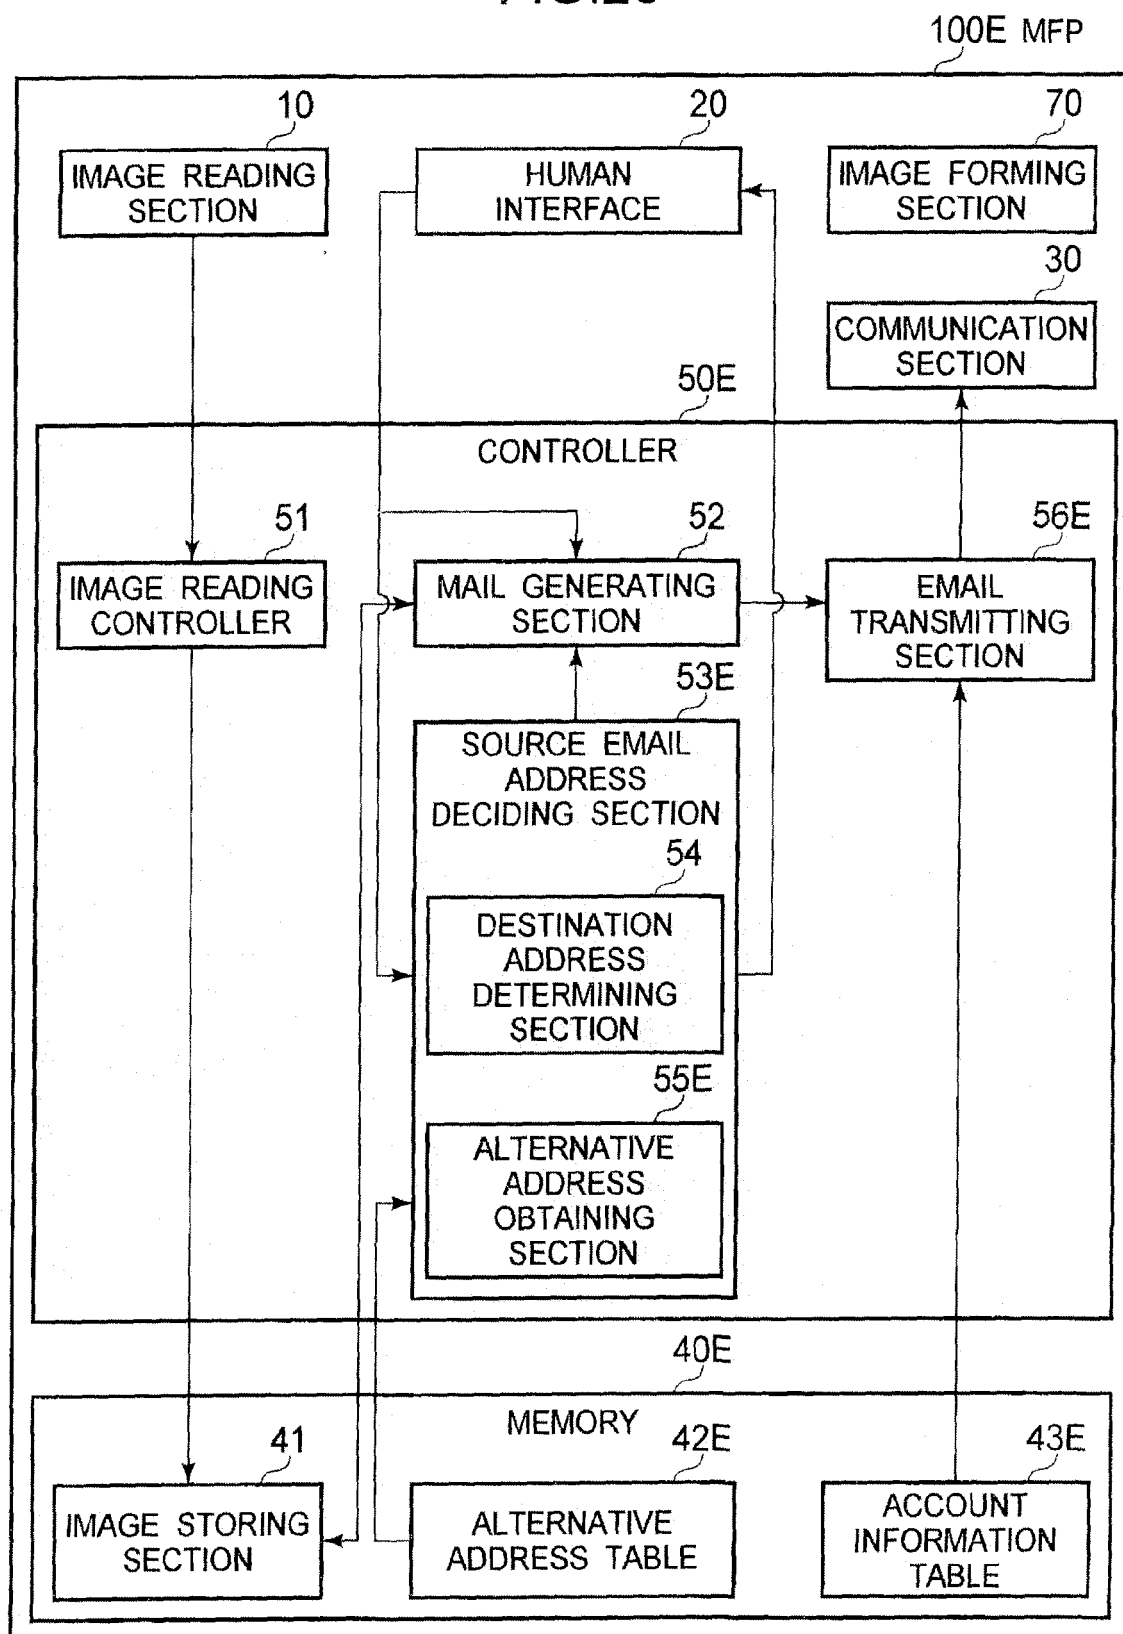 100E MFP
10
20
70
IMAGE READING
SECTION
HUMAN
INTERFACE
IMAGE FORMING
SECTION
30
COMMUNICATION
SECTION
50E
CONTROLLER
51
52
56E
IMAGE READING
CONTROLLER
MAIL GENERATING
SECTION
EMAIL
TRANSMITTING
SECTION
53E
SOURCE EMAIL
ADDRESS
DECIDING SECTION
54
DESTINATION
ADDRESS
DETERMINING
SECTION
55E
ALTERNATIVE
ADDRESS
OBTAINING
SECTION
40E
MEMORY
41
42E
43E
IMAGE STORING
SECTION
ALTERNATIVE
ADDRESS TABLE
ACCOUNT
INFORMATION
TABLE